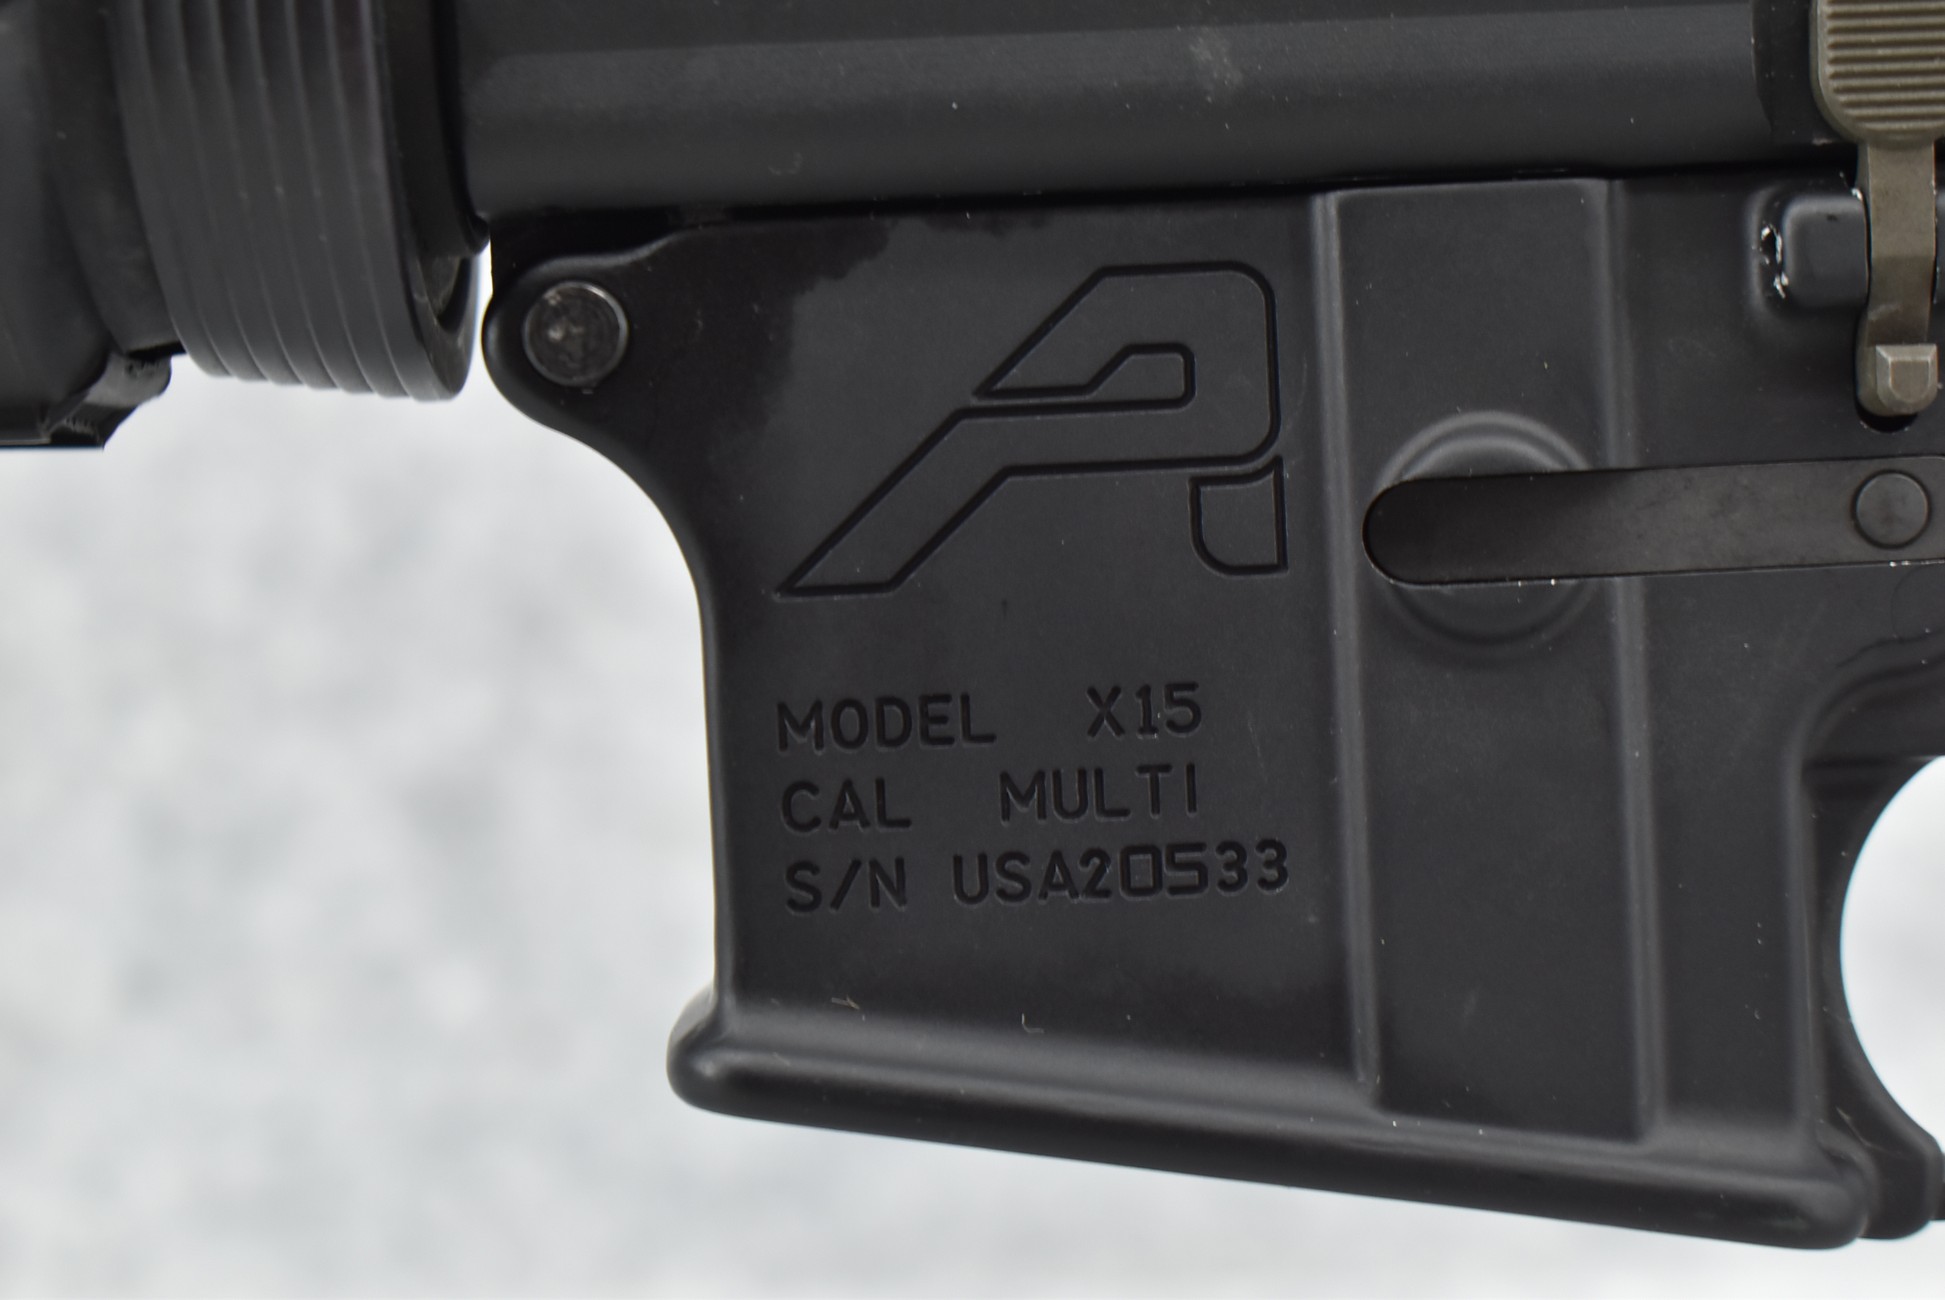 MODEL X15
CAL MULTI
S/N USA20533